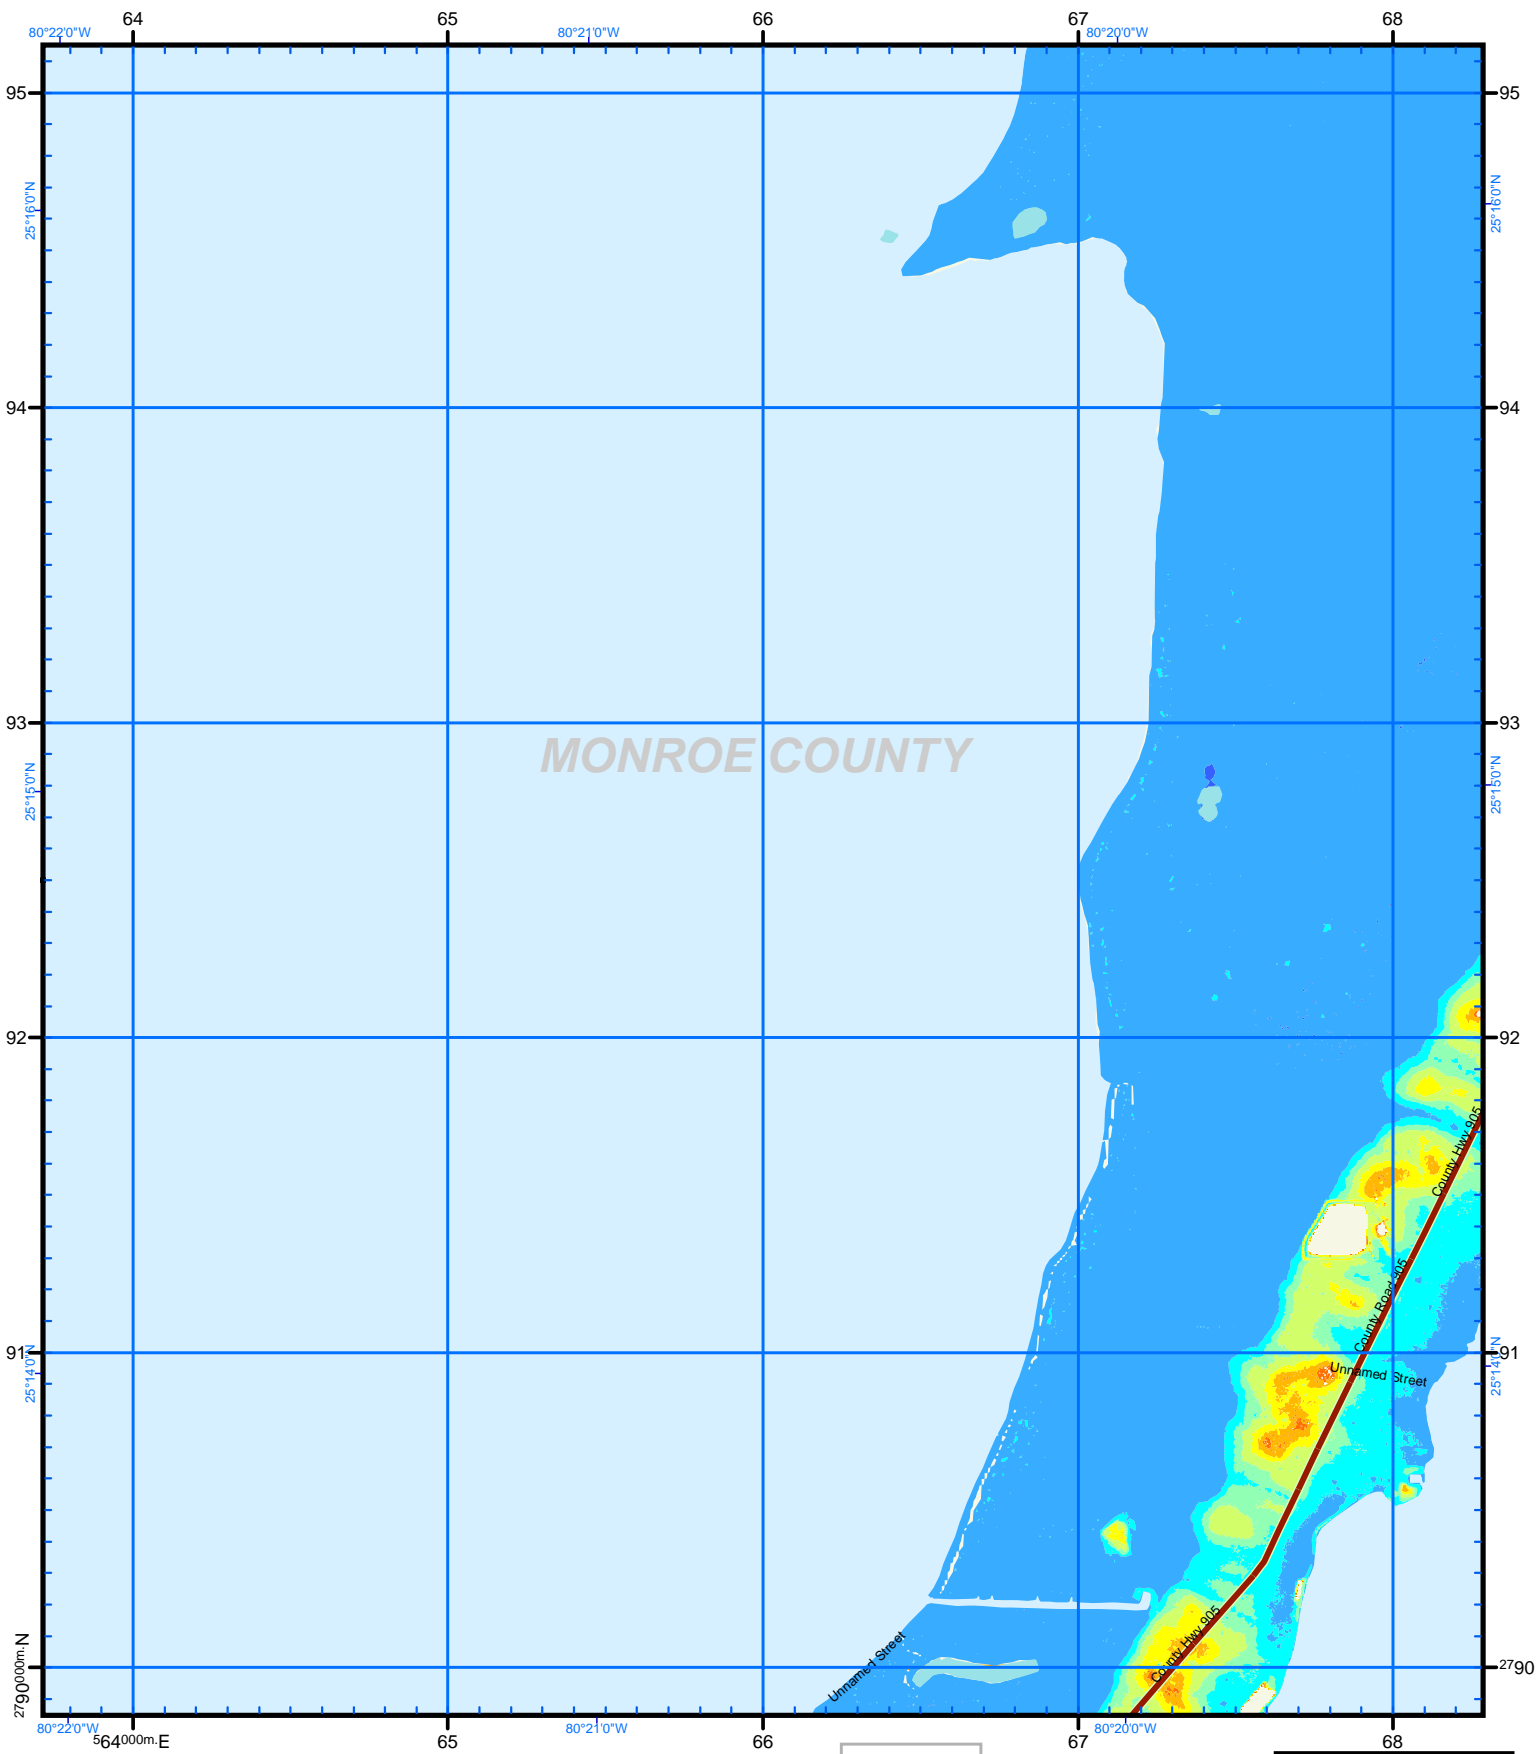 64 65 66 67 68
80°22'0"W 80°21'0"W 80°20'0"W
95 95
25°16'0"N 25°16'0"N
94 94
93 93
MONROE COUNTY
25°15'0"N 25°15'0"N
92 92
County Hwy 905
County Road 905
91 91
25°14'0"N 25°14'0"N
Unnamed Street
County Hwy 905
Unnamed Street
2790000m.N 2790
80°22'0"W 80°21'0"W 80°20'0"W
564000m.E 65 66 67 68